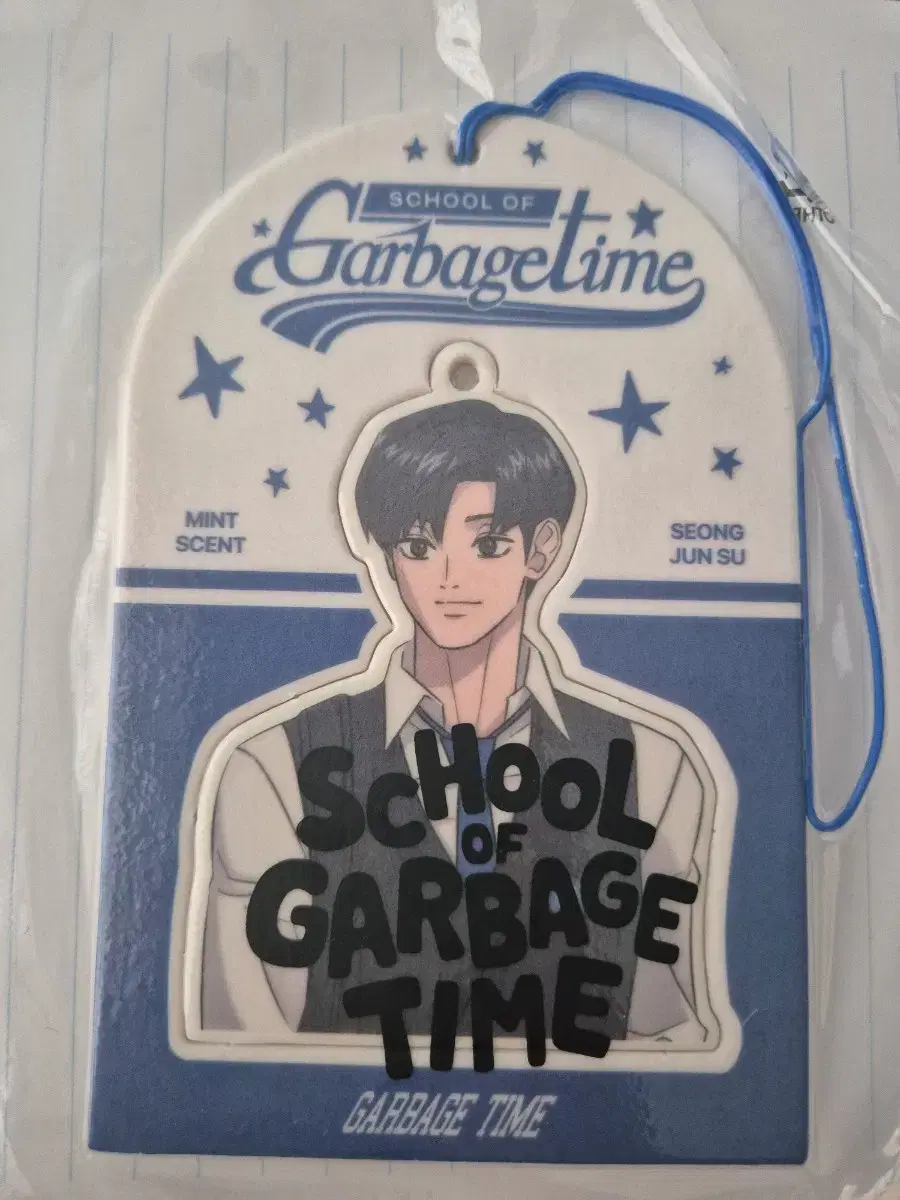 SCHOOL OF
Garbagetime
MINT
SCENT
SEONG
JUN SU
SCHOOL
OF
GARBAGE
TIME
GARBAGE TIME